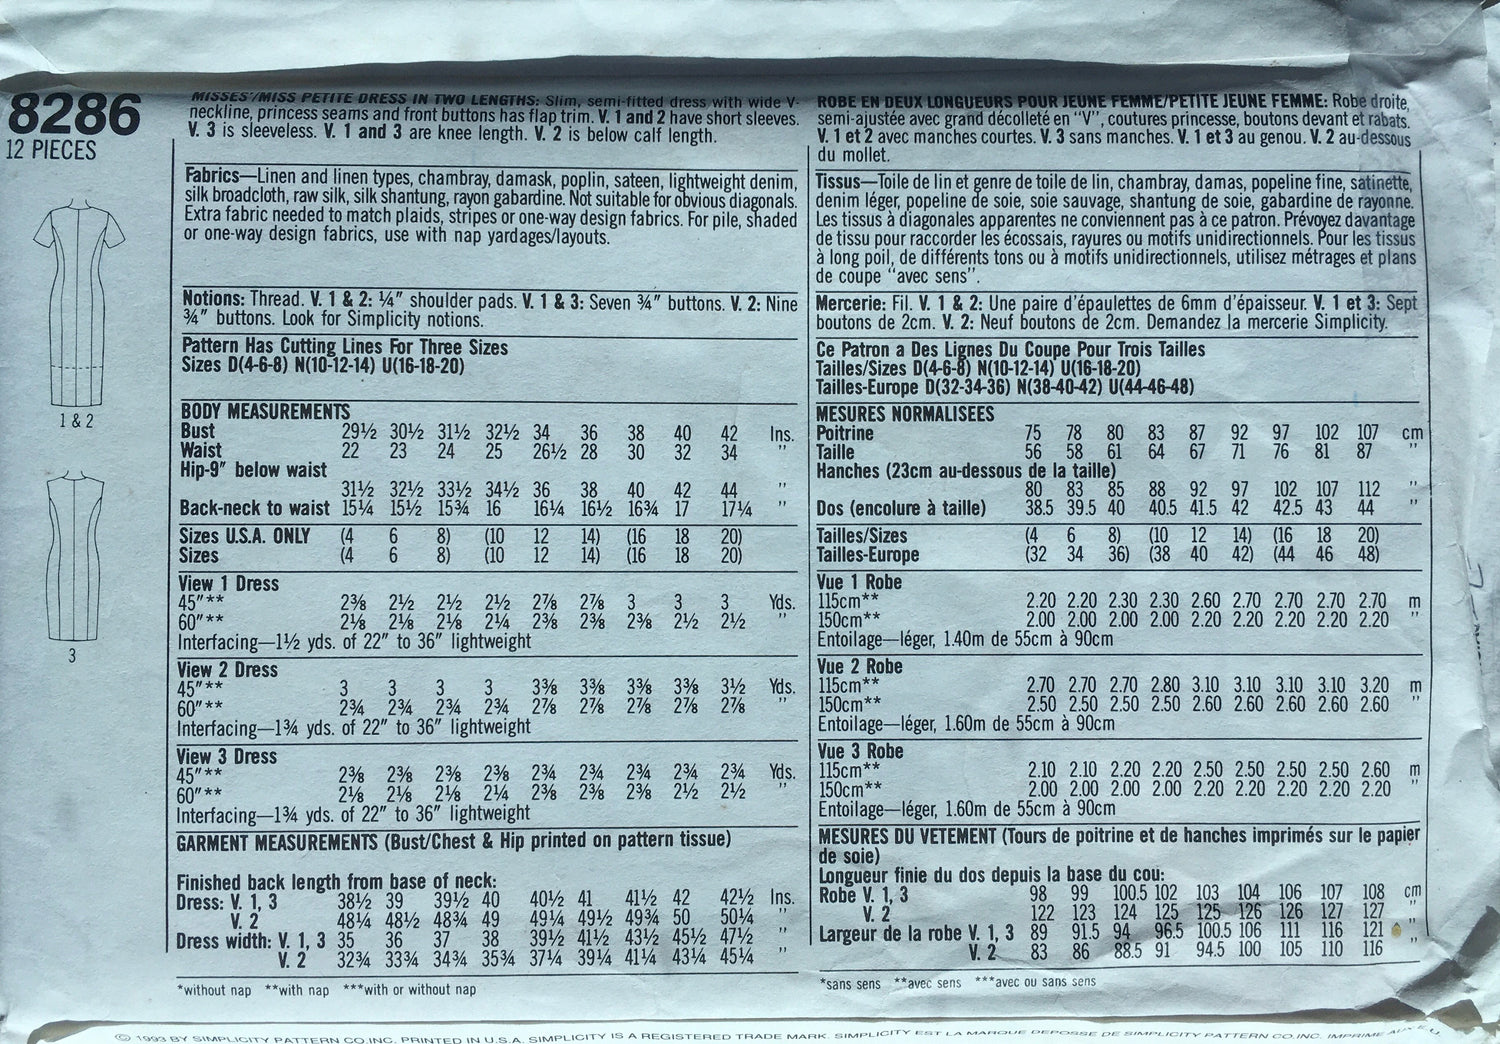 8286
12 PIECES
1 & 2
3
MISSES'/MISS PETITE DRESS IN TWO LENGTHS: Slim, semi-fitted dress with wide V-
neckline, princess seams and front buttons has flap trim. V. 1 and 2 have short sleeves.
V. 3 is sleeveless. V. 1 and 3 are knee length. V. 2 is below calf length.
Fabrics—Linen and linen types, chambray, damask, poplin, sateen, lightweight denim,
silk broadcloth, raw silk, silk shantung, rayon gabardine. Not suitable for obvious diagonals.
Extra fabric needed to match plaids, stripes or one-way design fabrics. For pile, shaded
or one-way design fabrics, use with nap yardages/layouts.
Notions: Thread. V. 1 & 2: ¼" shoulder pads. V. 1 & 3: Seven ¾" buttons. V. 2: Nine
¾" buttons. Look for Simplicity notions.
Pattern Has Cutting Lines For Three Sizes
Sizes D(4-6-8) N(10-12-14) U(16-18-20)
BODY MEASUREMENTS
Bust 29½ 30½ 31½ 32½ 34 36 38 40 42 Ins.
Waist 22 23 24 25 26½ 28 30 32 34 "
Hip-9" below waist
31½ 32½ 33½ 34½ 36 38 40 42 44 "
Back-neck to waist 15¼ 15½ 15¾ 16 16¼ 16½ 16¾ 17 17¼ "
Sizes U.S.A. ONLY (4 6 8) (10 12 14) (16 18 20)
Sizes (4 6 8) (10 12 14) (16 18 20)
View 1 Dress
45"** 2⅜ 2½ 2½ 2½ 2⅞ 2⅞ 3 3 3 Yds.
60"** 2⅛ 2⅛ 2⅛ 2¼ 2⅜ 2⅜ 2⅜ 2½ 2½ "
Interfacing—1½ yds. of 22" to 36" lightweight
View 2 Dress
45"** 3 3 3 3 3⅜ 3⅜ 3⅜ 3⅜ 3½ Yds.
60"** 2¾ 2¾ 2¾ 2¾ 2⅞ 2⅞ 2⅞ 2⅞ 2⅞ "
Interfacing—1¾ yds. of 22" to 36" lightweight
View 3 Dress
45"** 2⅜ 2⅜ 2⅜ 2⅜ 2¾ 2¾ 2¾ 2¾ 2¾ Yds.
60"** 2⅛ 2⅛ 2⅛ 2¼ 2⅜ 2⅜ 2⅜ 2½ 2½ "
Interfacing—1¾ yds. of 22" to 36" lightweight
GARMENT MEASUREMENTS (Bust/Chest & Hip printed on pattern tissue)
Finished back length from base of neck:
Dress: V. 1, 3 38½ 39 39½ 40 40½ 41 41½ 42 42½ Ins.
V. 2 48¼ 48½ 48¾ 49 49¼ 49½ 49¾ 50 50¼ "
Dress width: V. 1, 3 35 36 37 38 39½ 41½ 43½ 45½ 47½ "
V. 2 32¾ 33¾ 34¾ 35¾ 37¼ 39¼ 41¼ 43¼ 45¼ "
*without nap **with nap ***with or without nap
ROBE EN DEUX LONGUEURS POUR JEUNE FEMME/PETITE JEUNE FEMME: Robe droite,
semi-ajustée avec grand décolleté en "V", coutures princesse, boutons devant et rabats.
V. 1 et 2 avec manches courtes. V. 3 sans manches. V. 1 et 3 au genou. V. 2 au-dessous
du mollet.
Tissus—Toile de lin et genre de toile de lin, chambray, damas, popeline fine, satinette,
denim léger, popeline de soie, soie sauvage, shantung de soie, gabardine de rayonne.
Les tissus à diagonales apparentes ne conviennent pas à ce patron. Prévoyez davantage
de tissu pour raccorder les écossais, rayures ou motifs unidirectionnels. Pour les tissus
à long poil, de différents tons ou à motifs unidirectionnels, utilisez métrages et plans
de coupe "avec sens".
Mercerie: Fil. V. 1 & 2: Une paire d'épaulettes de 6mm d'épaisseur. V. 1 et 3: Sept
boutons de 2cm. V. 2: Neuf boutons de 2cm. Demandez la mercerie Simplicity.
Ce Patron a Des Lignes Du Coupe Pour Trois Tailles
Tailles/Sizes D(4-6-8) N(10-12-14) U(16-18-20)
Tailles-Europe D(32-34-36) N(38-40-42) U(44-46-48)
MESURES NORMALISEES
Poitrine 75 78 80 83 87 92 97 102 107 cm
Taille 56 58 61 64 67 71 76 81 87 "
Hanches (23cm au-dessous de la taille)
80 83 85 88 92 97 102 107 112 "
Dos (encolure à taille) 38.5 39.5 40 40.5 41.5 42 42.5 43 44 "
Tailles/Sizes (4 6 8) (10 12 14) (16 18 20)
Tailles-Europe (32 34 36) (38 40 42) (44 46 48)
Vue 1 Robe
115cm** 2.20 2.20 2.30 2.30 2.60 2.70 2.70 2.70 2.70 m
150cm** 2.00 2.00 2.00 2.00 2.20 2.20 2.20 2.20 2.20 "
Entoilage—léger, 1.40m de 55cm à 90cm
Vue 2 Robe
115cm** 2.70 2.70 2.70 2.80 3.10 3.10 3.10 3.10 3.20 m
150cm** 2.50 2.50 2.50 2.50 2.60 2.60 2.60 2.60 2.60 "
Entoilage—léger, 1.60m de 55cm à 90cm
Vue 3 Robe
115cm** 2.10 2.10 2.20 2.20 2.50 2.50 2.50 2.50 2.60 m
150cm** 2.00 2.00 2.00 2.00 2.20 2.20 2.20 2.20 2.20 "
Entoilage—léger, 1.60m de 55cm à 90cm
MESURES DU VETEMENT (Tours de poitrine et de hanches imprimés sur le papier
de soie)
Longueur finie du dos depuis la base du cou:
Robe V. 1, 3 98 99 100.5 102 103 104 106 107 108 cm
V. 2 122 123 124 125 125 126 126 127 127 "
Largeur de la robe V. 1, 3 89 91.5 94 96.5 100.5 106 111 116 121 "
V. 2 83 86 88.5 91 94.5 100 105 110 116 "
*sans sens **avec sens ***avec ou sans sens
© 1993 BY SIMPLICITY PATTERN CO.INC. PRINTED IN U.S.A. SIMPLICITY IS A REGISTERED TRADE MARK. SIMPLICITY EST LA MARQUE DEPOSSE DE SIMPLICITY PATTERN CO.INC. IMPRIME AUX E.U.